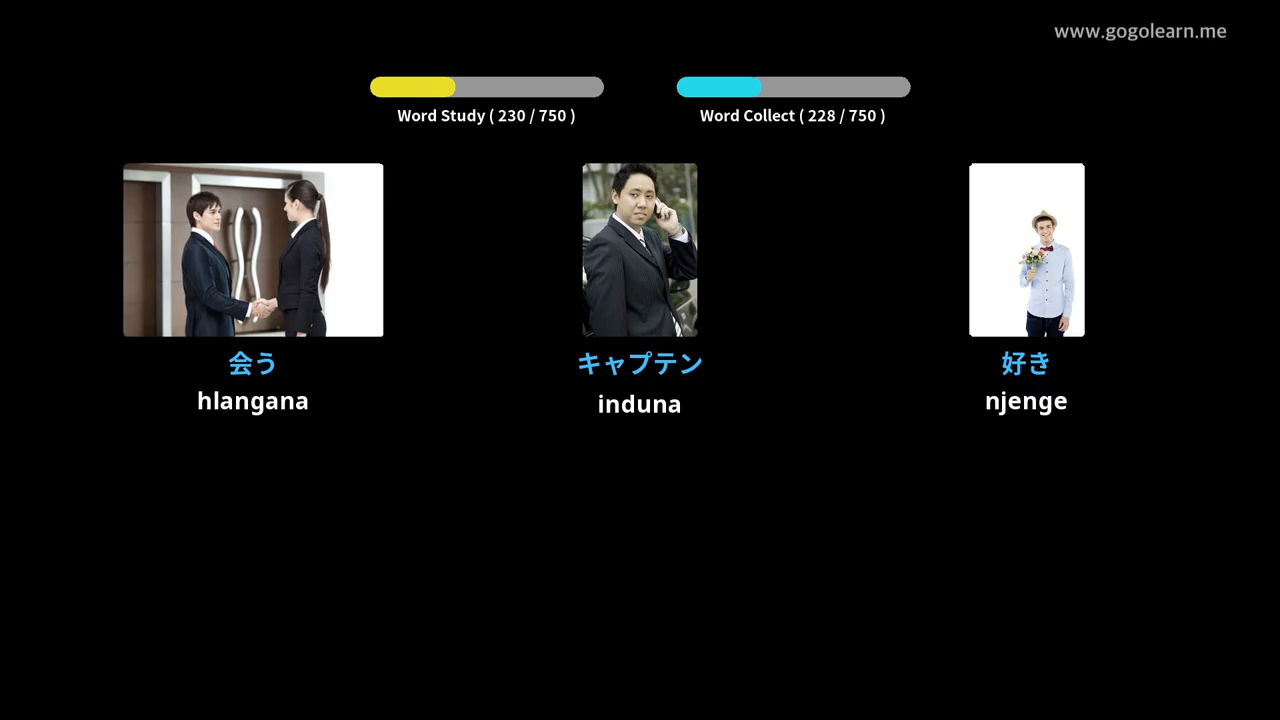 www.gogolearn.me
Word Study ( 230 / 750 )
Word Collect ( 228 / 750 )
会う
hlangana
キャプテン
induna
好き
njenge